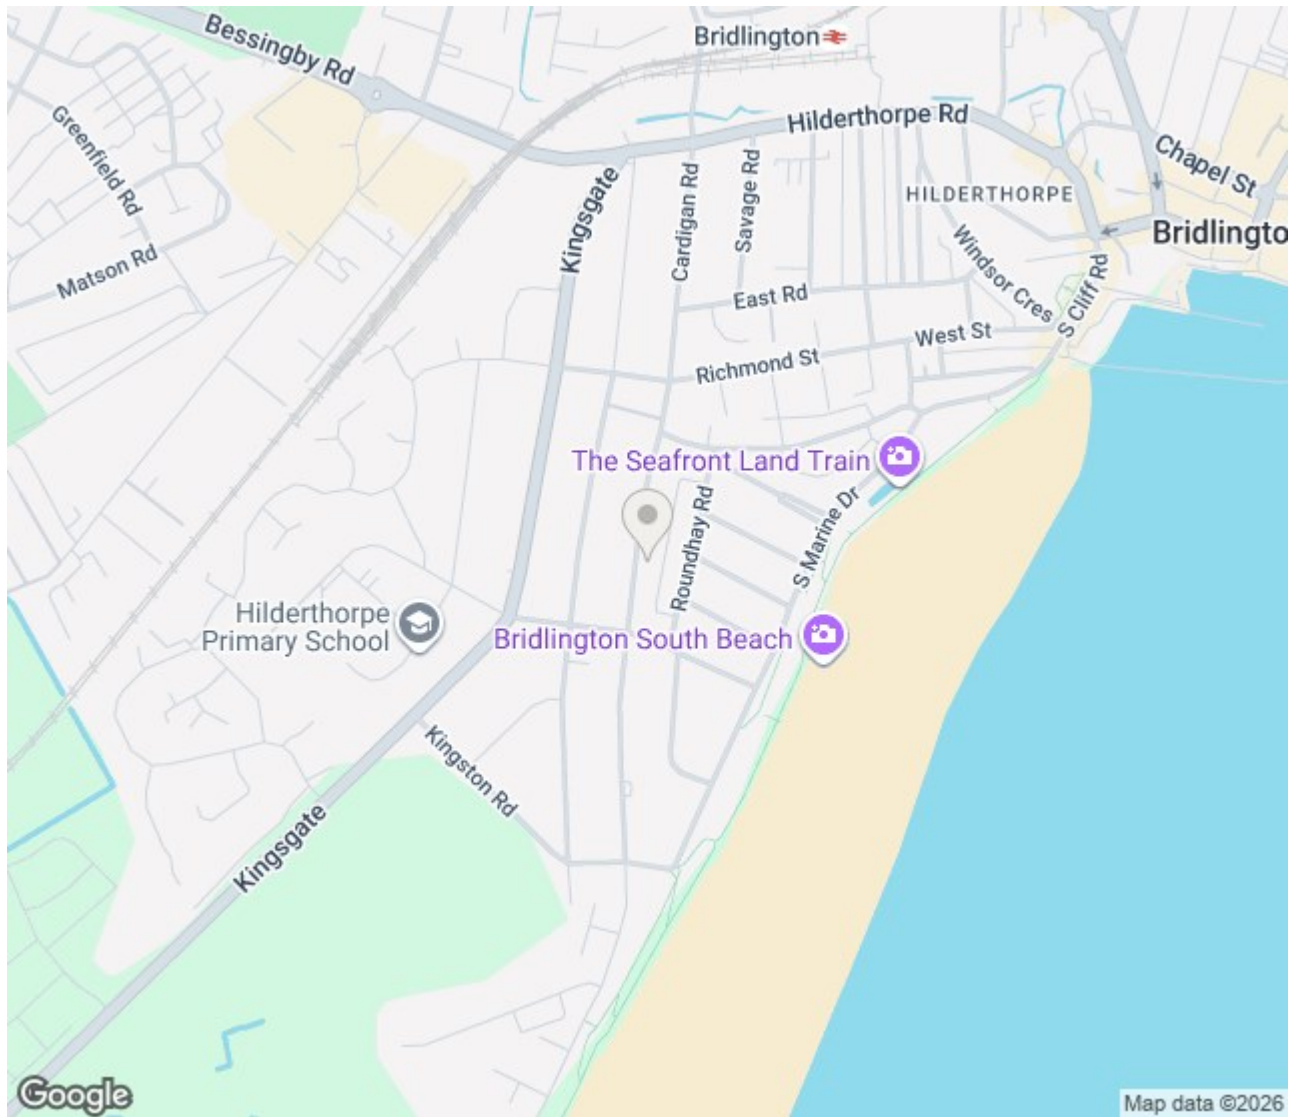 Bessingby Rd
Bridlington
Greenfield Rd
Hilderthorpe Rd
Chapel St
Kingsgate
Cardigan Rd
Savage Rd
HILDERTHORPE
Matson Rd
Windsor Cres
Bridlingto
S Cliff Rd
East Rd
West St
Richmond St
The Seafront Land Train
Roundhay Rd
S Marine Dr
Hilderthorpe
Primary School
Bridlington South Beach
Kingston Rd
Kingsgate
Google
Map data ©2026